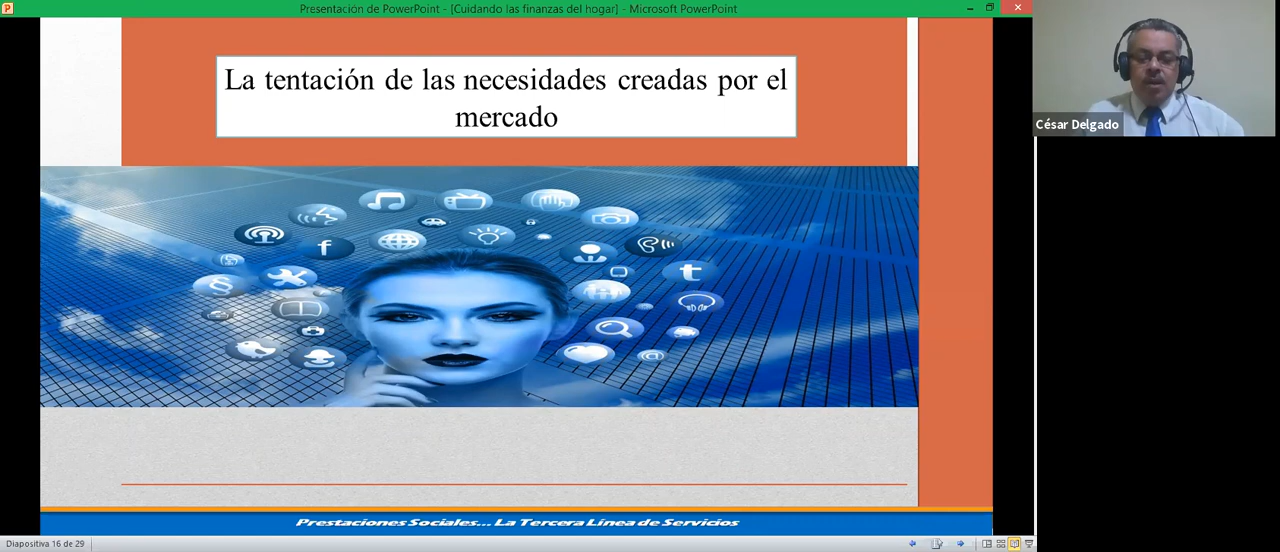 Presentación de PowerPoint - [Cuidando las finanzas del hogar] - Microsoft PowerPoint
La tentación de las necesidades creadas por el
mercado
César Delgado
Prestaciones Sociales... La Tercera Línea de Servicios
Diapositiva 16 de 29